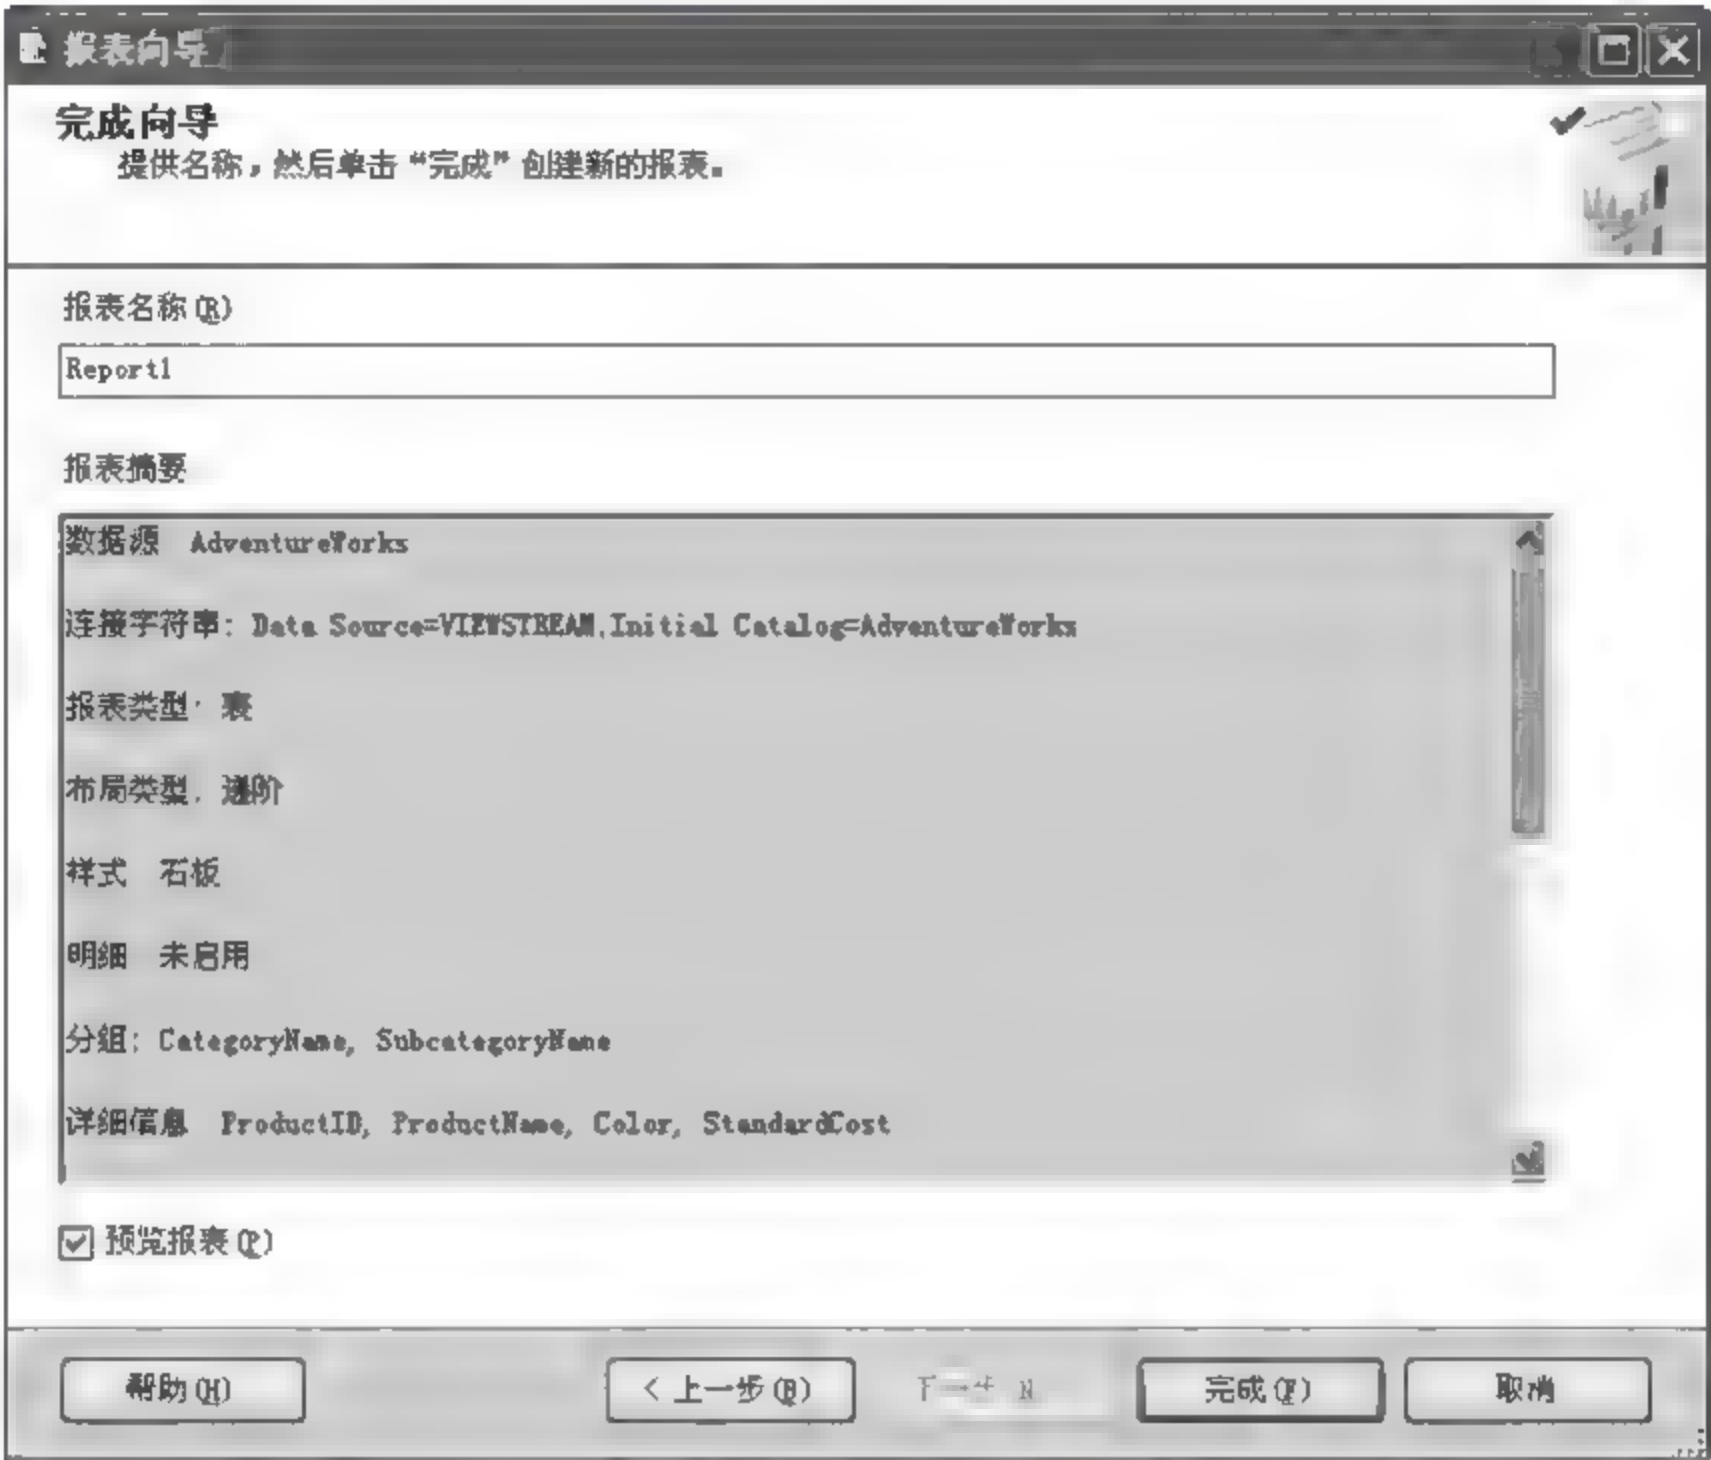 报表向导
完成向导
提供名称，然后单击“完成”创建新的报表。
报表名称(R)
Report1
报表摘要
数据源 AdventureWorks
连接字符串: Data Source=VIEWSTREAM,Initial Catalog=AdventureWorks
报表类型: 表
布局类型. 递阶
样式 石板
明细 未启用
分组: CategoryName, SubcategoryName
详细信息 ProductID, ProductName, Color, StandardCost
预览报表(P)
帮助(H)
< 上一步(B)
完成(F)
取消